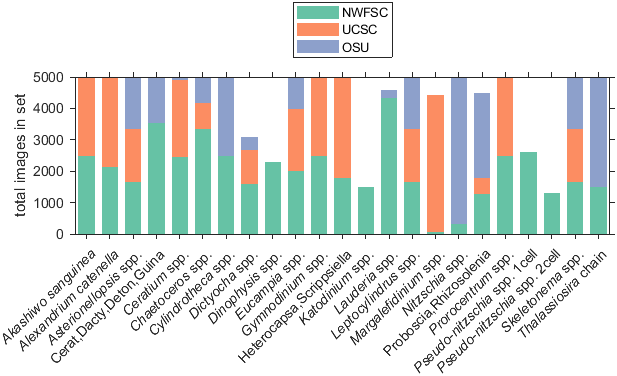 NWFSC
UCSC
OSU
total images in set
5000
4000
3000
2000
1000
0
Akashiwo sanguinea
Alexandrium catenella
Asterionellopsis spp.
Cerat,Dacty,Deton,Guina
Ceratium spp.
Chaetoceros spp.
Cylindrotheca spp.
Dictyocha spp.
Dinophysis spp.
Eucampia spp.
Gymnodinium spp.
Heterocapsa,Scrippsiella
Katodinium spp.
Lauderia spp.
Leptocylindrus spp.
Margalefidinium spp.
Nitzschia spp.
Proboscia,Rhizosolenia
Prorocentrum spp.
Pseudo-nitzschia spp. 1cell
Pseudo-nitzschia spp. 2cell
Skeletonema spp.
Thalassiosira chain